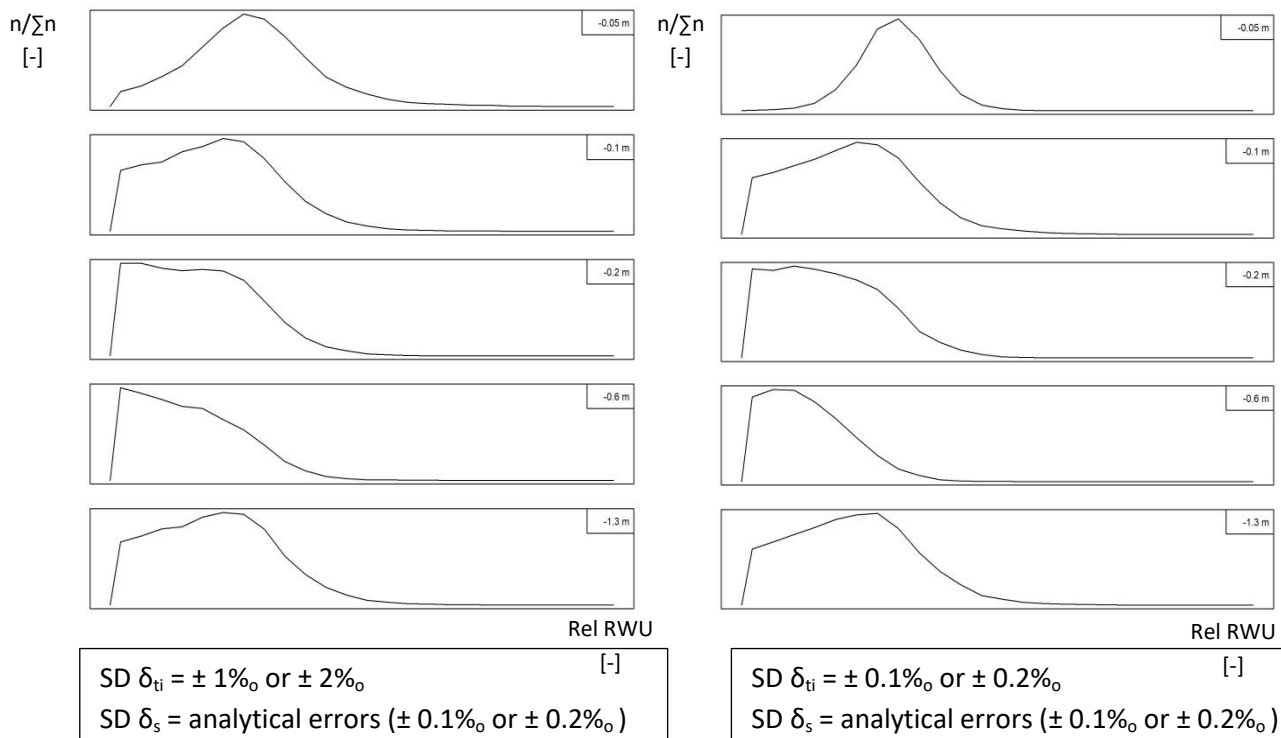 n/∑n
[-]
-0.05 m
-0.1 m
-0.2 m
-0.6 m
-1.3 m
Rel RWU
[-]
SD δti = ± 1%o or ± 2%o
SD δs = analytical errors (± 0.1%o or ± 0.2%o )
n/∑n
[-]
-0.05 m
-0.1 m
-0.2 m
-0.6 m
-1.3 m
Rel RWU
[-]
SD δti = ± 0.1%o or ± 0.2%o
SD δs = analytical errors (± 0.1%o or ± 0.2%o )